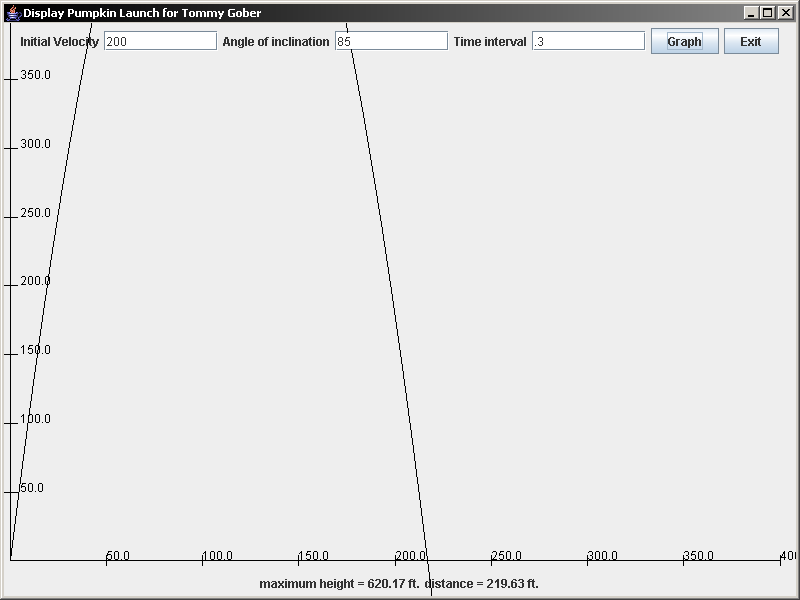 Display Pumpkin Launch for Tommy Gober
Initial Velocity 200 Angle of inclination 85 Time interval .3 Graph Exit
350.0
300.0
250.0
200.0
150.0
100.0
50.0
50.0 100.0 150.0 200.0 250.0 300.0 350.0 40
maximum height = 620.17 ft. distance = 219.63 ft.